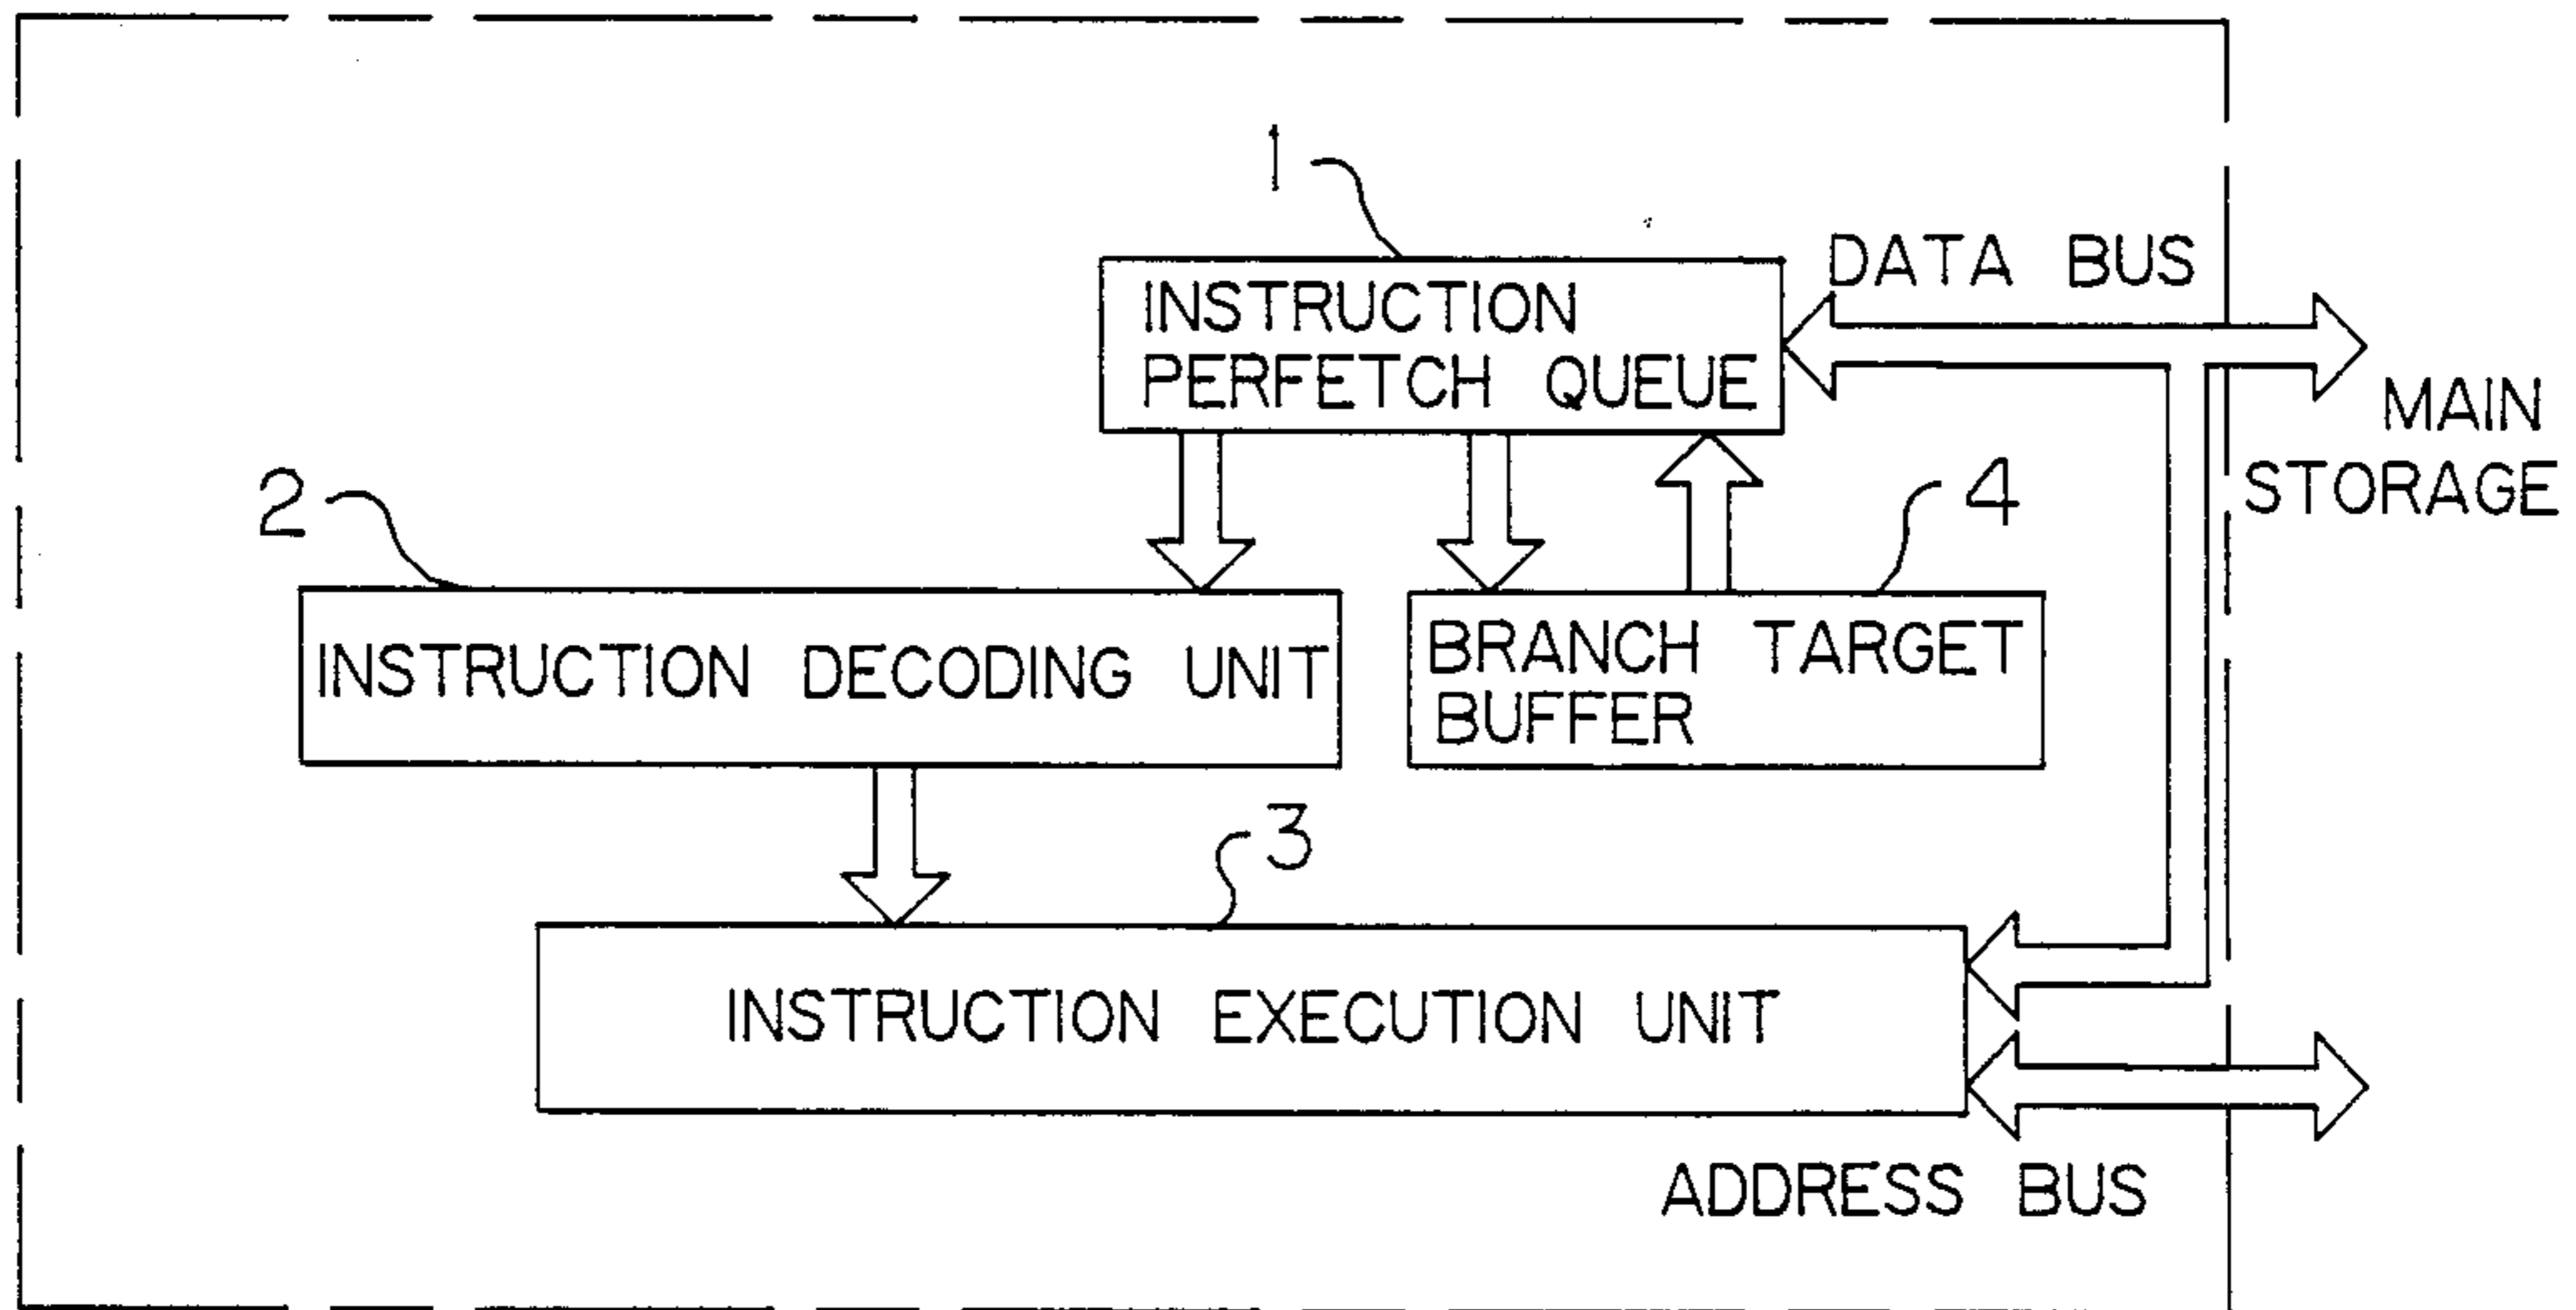 1
DATA BUS
INSTRUCTION
PERFETCH QUEUE
MAIN
STORAGE
2
4
INSTRUCTION DECODING UNIT
BRANCH TARGET
BUFFER
3
INSTRUCTION EXECUTION UNIT
ADDRESS BUS